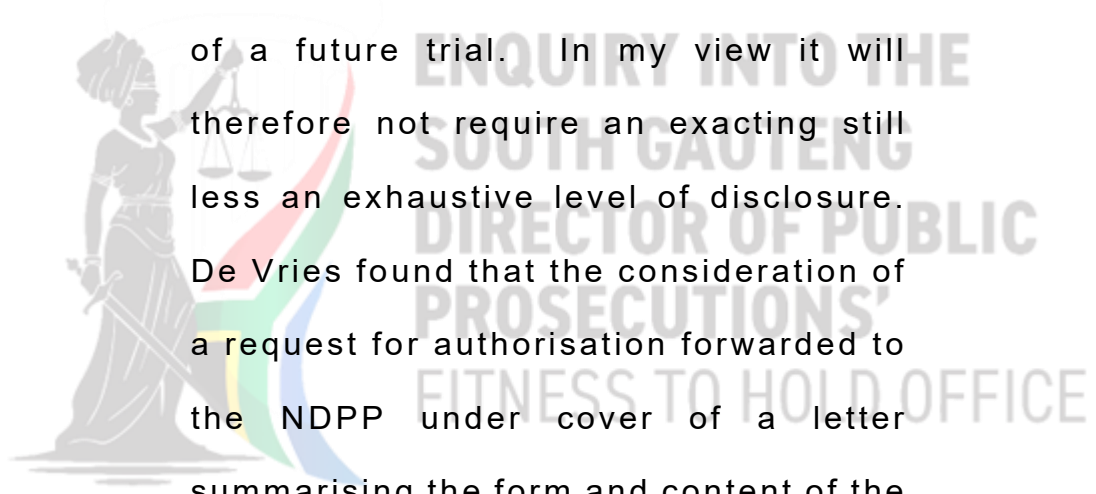 of a future trial. In my view it will
therefore not require an exacting still
less an exhaustive level of disclosure.
De Vries found that the consideration of
a request for authorisation forwarded to
the NDPP under cover of a letter
summarising the form and content of the
ENQUIRY INTO THE
SOUTH GAUTENG
DIRECTOR OF PUBLIC
PROSECUTIONS'
FITNESS TO HOLD OFFICE